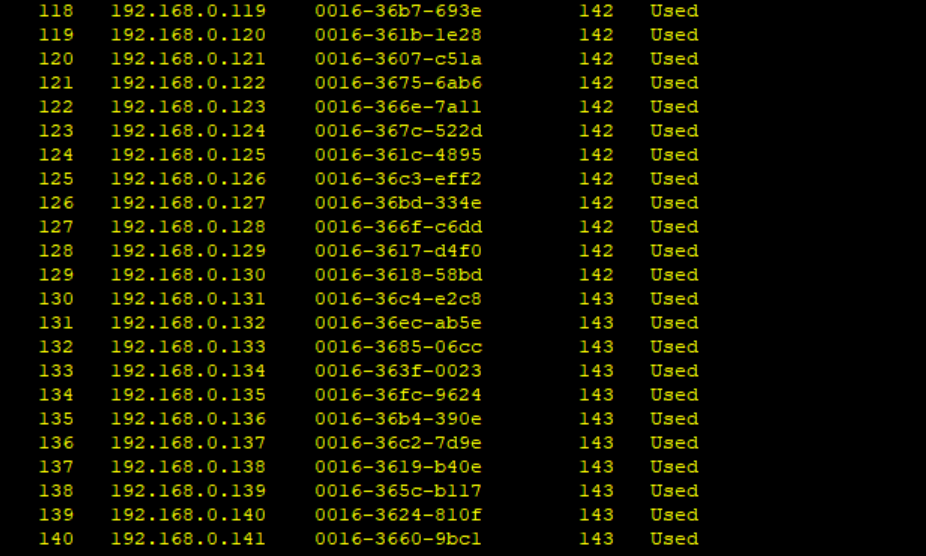 118 192.168.0.119 0016-36b7-693e 142 Used
119 192.168.0.120 0016-361b-1e28 142 Used
120 192.168.0.121 0016-3607-c51a 142 Used
121 192.168.0.122 0016-3675-6ab6 142 Used
122 192.168.0.123 0016-366e-7a11 142 Used
123 192.168.0.124 0016-367c-522d 142 Used
124 192.168.0.125 0016-361c-4895 142 Used
125 192.168.0.126 0016-36c3-eff2 142 Used
126 192.168.0.127 0016-36bd-334e 142 Used
127 192.168.0.128 0016-366f-c6dd 142 Used
128 192.168.0.129 0016-3617-d4f0 142 Used
129 192.168.0.130 0016-3618-58bd 142 Used
130 192.168.0.131 0016-36c4-e2c8 143 Used
131 192.168.0.132 0016-36ec-ab5e 143 Used
132 192.168.0.133 0016-3685-06cc 143 Used
133 192.168.0.134 0016-363f-0023 143 Used
134 192.168.0.135 0016-36fc-9624 143 Used
135 192.168.0.136 0016-36b4-390e 143 Used
136 192.168.0.137 0016-36c2-7d9e 143 Used
137 192.168.0.138 0016-3619-b40e 143 Used
138 192.168.0.139 0016-365c-b117 143 Used
139 192.168.0.140 0016-3624-810f 143 Used
140 192.168.0.141 0016-3660-9bc1 143 Used